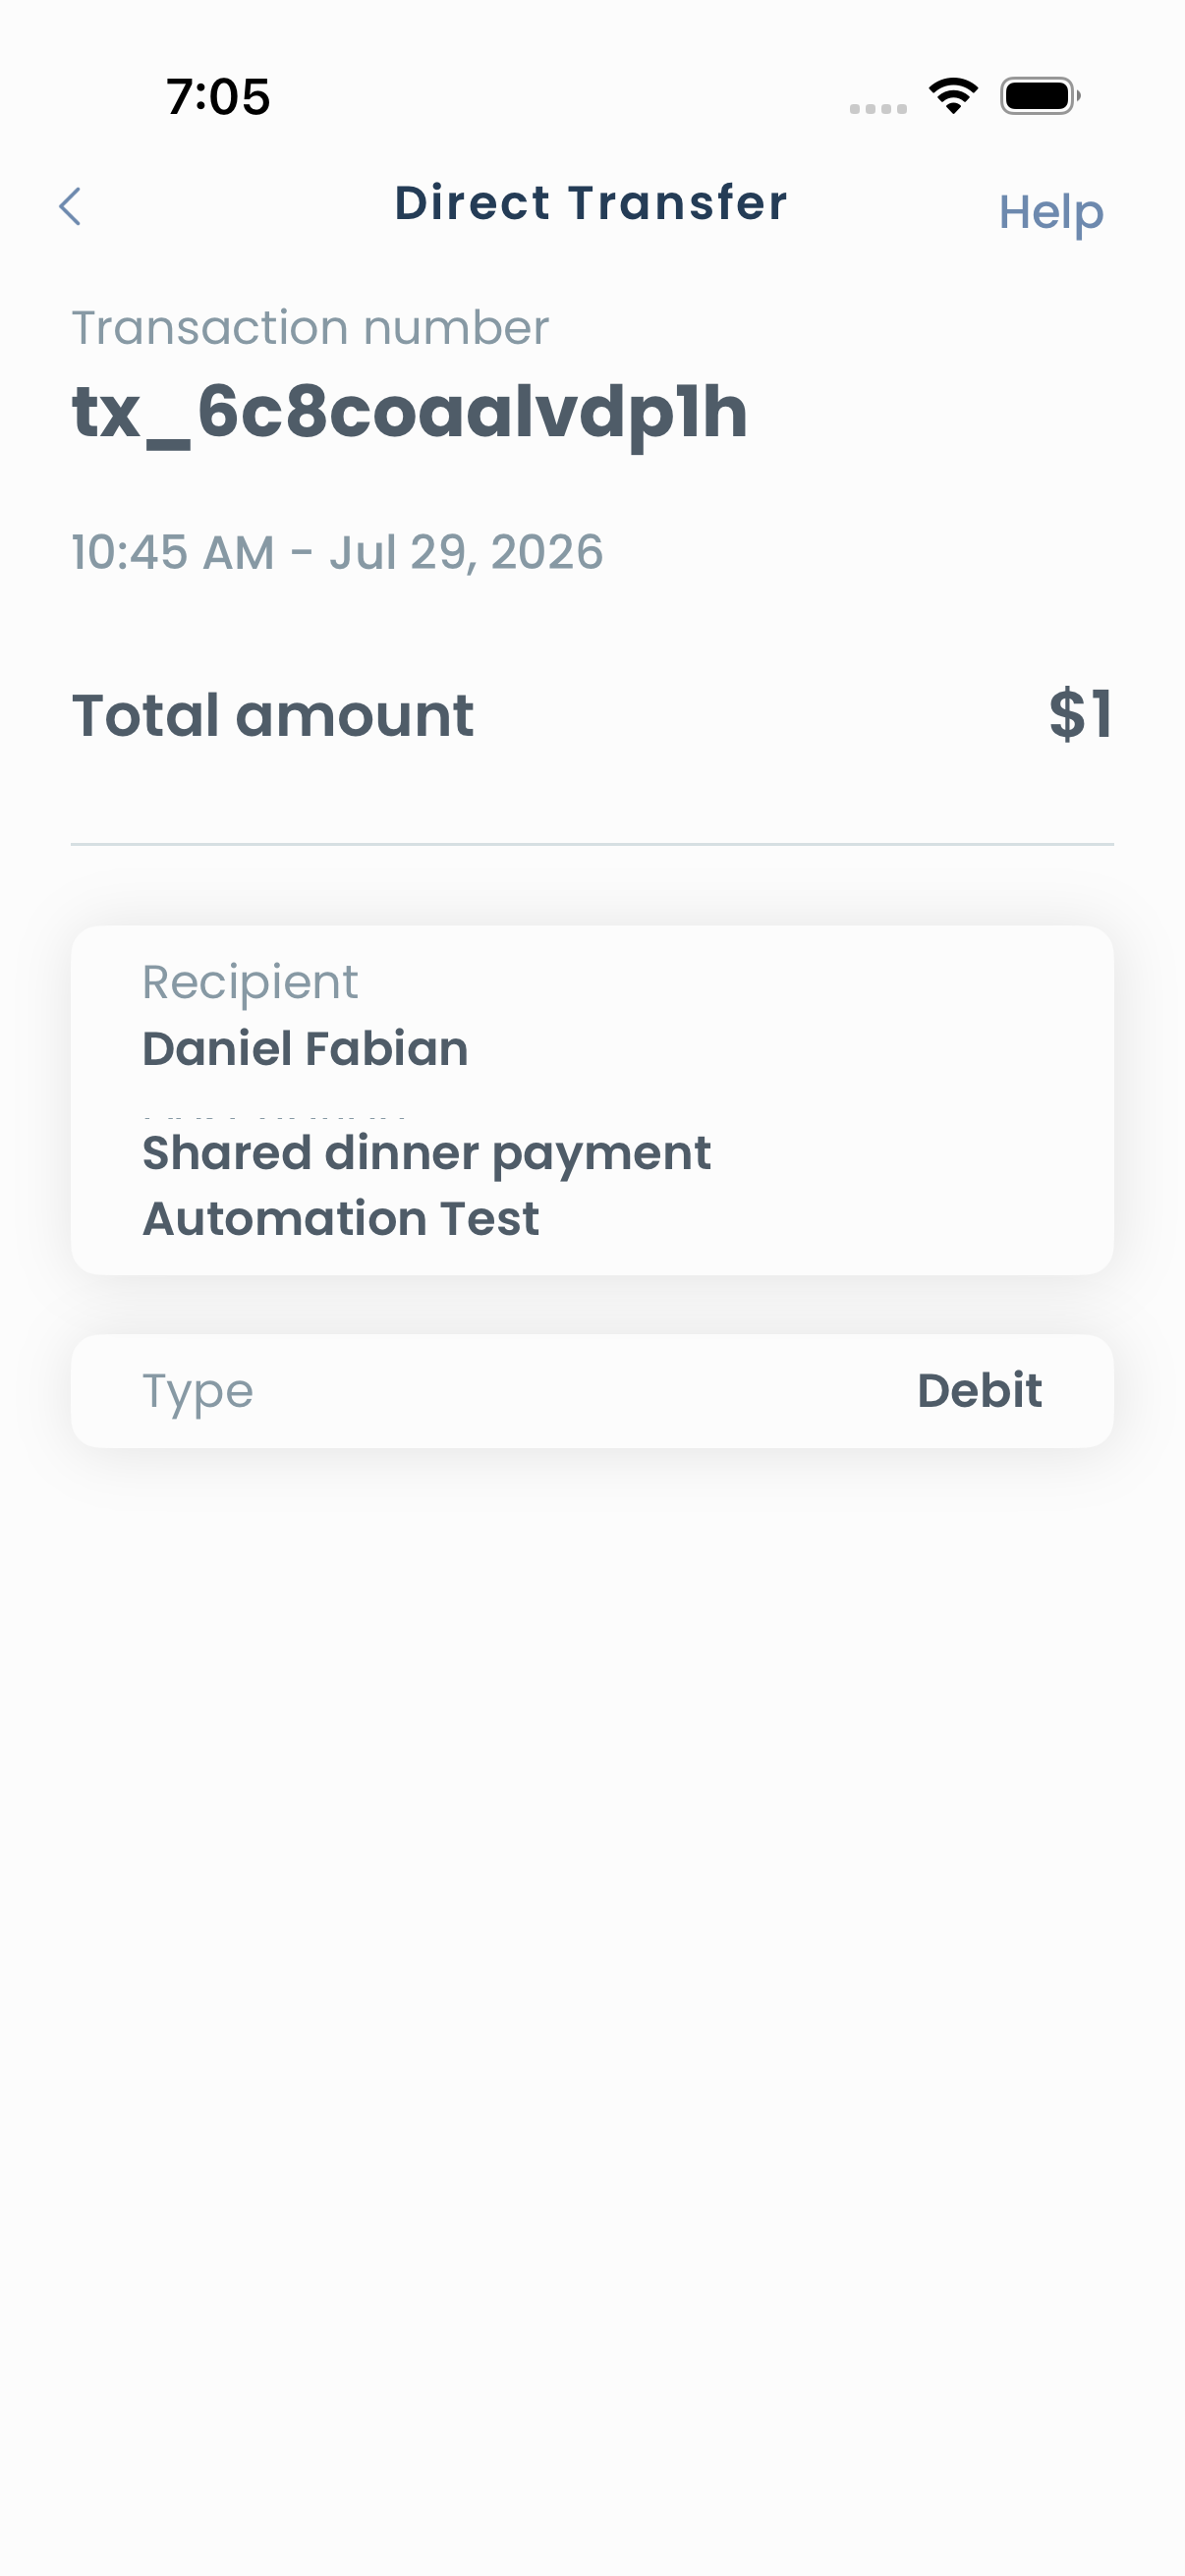 7:05
Direct Transfer
Help
Transaction number
tx_6c8coaalvdp1h
10:45 AM - Jul 29, 2026
Total amount
$1
Recipient
Daniel Fabian
Shared dinner payment
Automation Test
Type
Debit